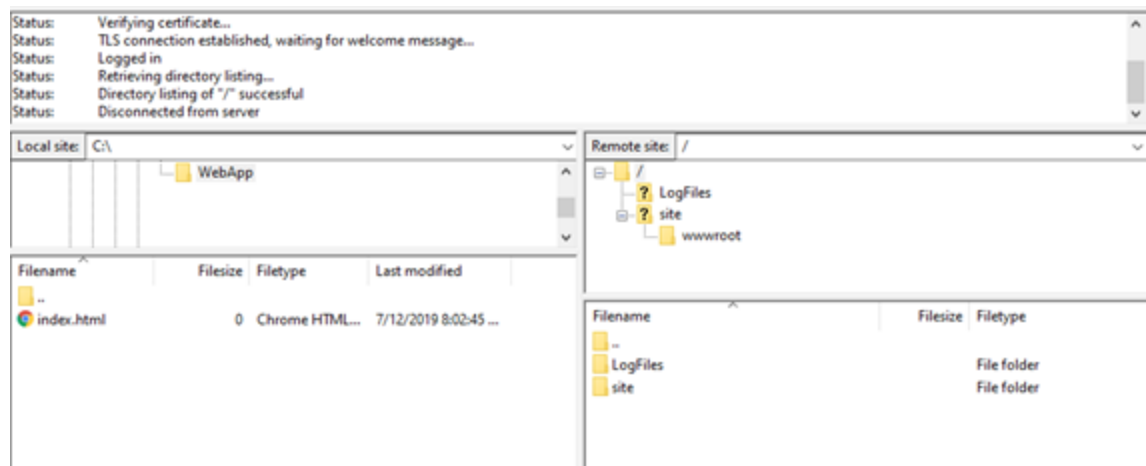 Status: Verifying certificate...
Status: TLS connection established, waiting for welcome message...
Status: Logged in
Status: Retrieving directory listing...
Status: Directory listing of "/" successful
Status: Disconnected from server
Local site: C:\
WebApp
Filename Filesize Filetype Last modified
..
index.html 0 Chrome HTML... 7/12/2019 8:02:45 ...
Remote site: /
/
? LogFiles
? site
wwwroot
Filename Filesize Filetype
..
LogFiles File folder
site File folder